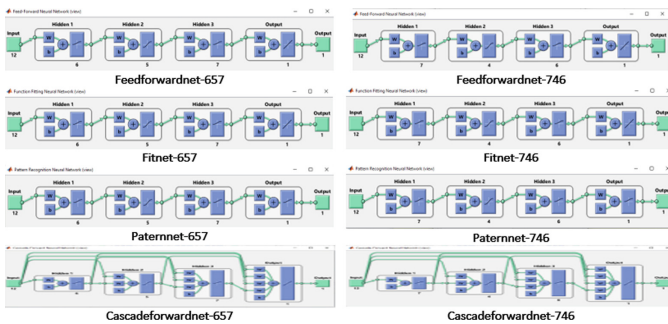 Feed-Forward Neural Network (view)
Hidden 1 Hidden 2 Hidden 3 Output
Input Output
W W W W
b b b b
12 6 5 7 1 1
Feedforwardnet-657
Feed-Forward Neural Network (view)
Hidden 1 Hidden 2 Hidden 3 Output
Input Output
W W W W
b b b b
12 7 4 6 1 1
Feedforwardnet-746
Function Fitting Neural Network (view)
Hidden 1 Hidden 2 Hidden 3 Output
Input Output
W W W W
b b b b
12 6 5 7 1 1
Fitnet-657
Function Fitting Neural Network (view)
Hidden 1 Hidden 2 Hidden 3 Output
Input Output
W W W W
b b b b
12 7 4 6 1 1
Fitnet-746
Pattern Recognition Neural Network (view)
Hidden 1 Hidden 2 Hidden 3 Output
Input Output
W W W W
b b b b
12 6 5 7 1 1
Paternnet-657
Pattern Recognition Neural Network (view)
Hidden 1 Hidden 2 Hidden 3 Output
Input Output
W W W W
b b b b
12 7 4 6 1 1
Paternnet-746
Cascadeforwardnet-657
Cascadeforwardnet-746